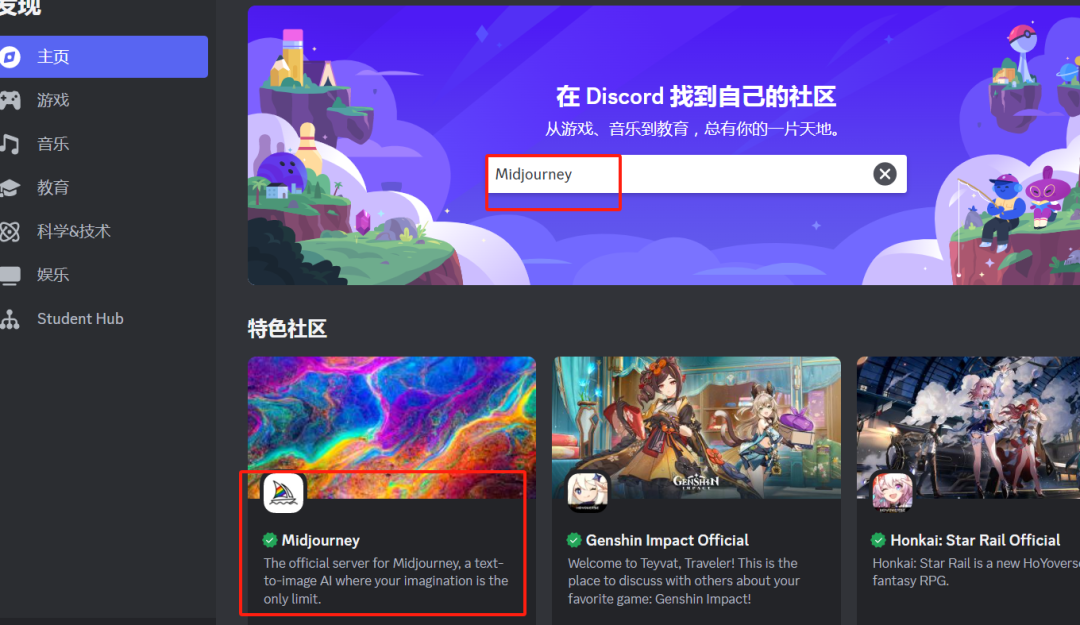 发现
主页
游戏
音乐
教育
科学&技术
娱乐
Student Hub
在 Discord 找到自己的社区
从游戏、音乐到教育，总有你的一片天地。
Midjourney
特色社区
Midjourney
The official server for Midjourney, a text-
to-image AI where your imagination is the
only limit.
GENSHIN
IMPACT
Genshin Impact Official
Welcome to Teyvat, Traveler! This is the
place to discuss with others about your
favorite game: Genshin Impact!
Honkai: Star Rail Official
Honkai: Star Rail is a new HoYoverse
fantasy RPG.